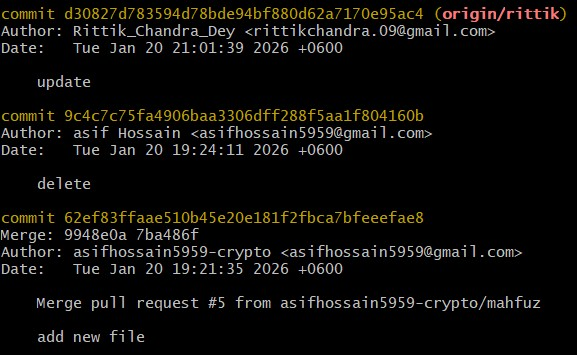 commit d30827d783594d78bde94bf880d62a7170e95ac4 (origin/rittik)
Author: Rittik_Chandra_Dey <rittikchandra.09@gmail.com>
Date:   Tue Jan 20 21:01:39 2026 +0600
update
commit 9c4c7c75fa4906baa3306dff288f5aa1f804160b
Author: asif Hossain <asifhossain5959@gmail.com>
Date:   Tue Jan 20 19:24:11 2026 +0600
delete
commit 62ef83ffaae510b45e20e181f2fbca7bfeeefae8
Merge: 9948e0a 7ba486f
Author: asifhossain5959-crypto <asifhossain5959@gmail.com>
Date:   Tue Jan 20 19:21:35 2026 +0600
Merge pull request #5 from asifhossain5959-crypto/mahfuz
add new file